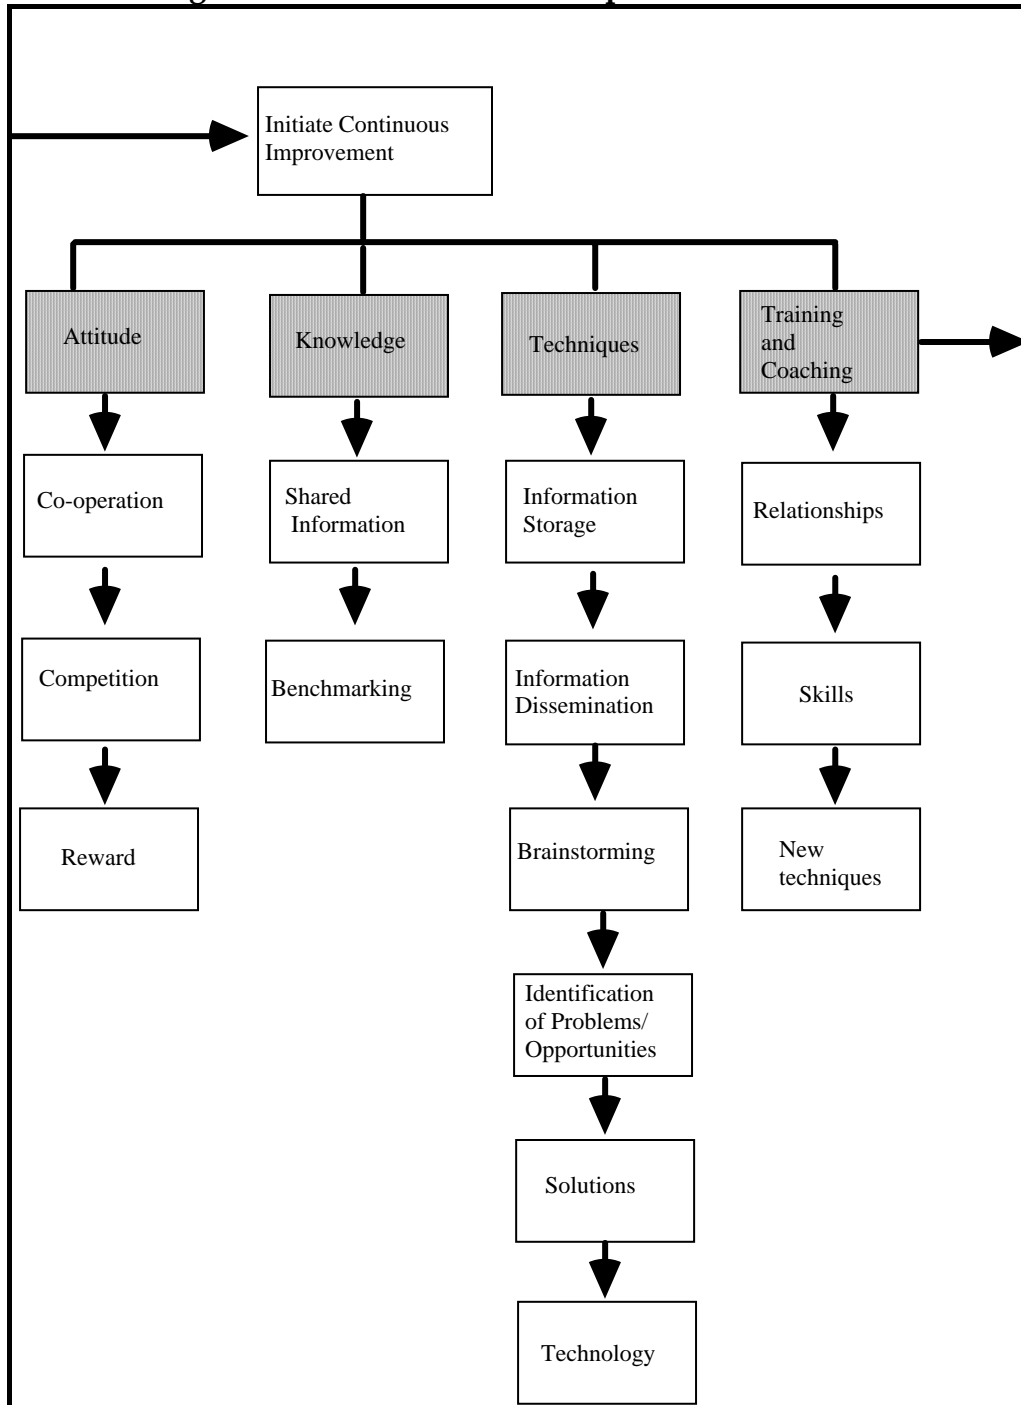 Initiate Continuous
Improvement
Attitude
Knowledge
Techniques
Training
and
Coaching
Co-operation
Shared
Information
Information
Storage
Relationships
Competition
Benchmarking
Information
Dissemination
Skills
Reward
Brainstorming
New
techniques
Identification
of Problems/
Opportunities
Solutions
Technology